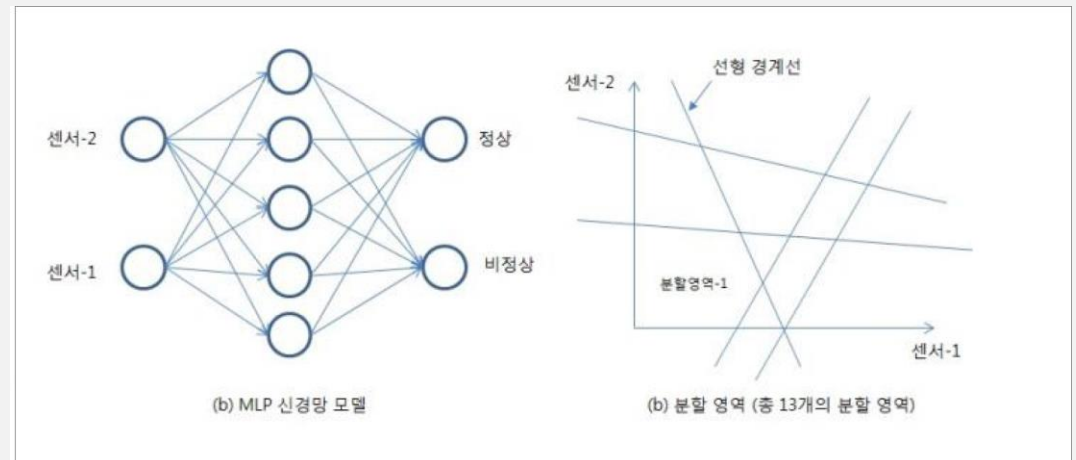 센서-2
센서-1
정상
비정상
(b) MLP 신경망 모델
센서-2
선형 경계선
분할영역-1
센서-1
(b) 분할 영역 (총 13개의 분할 영역)